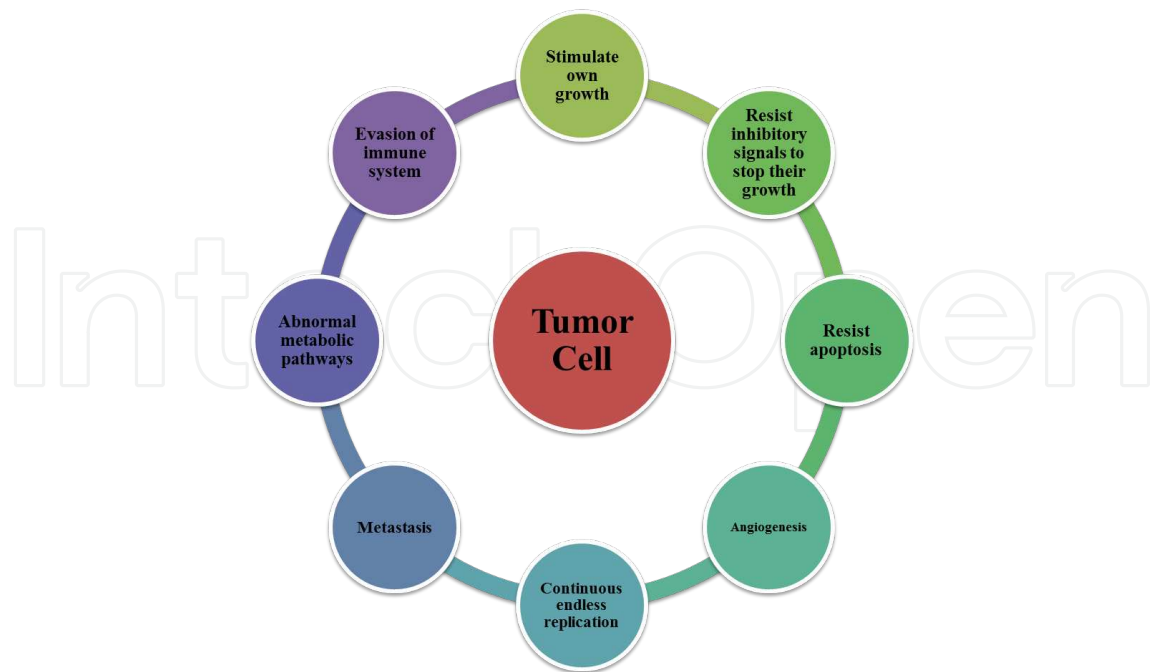 Stimulate
own
growth
Resist
inhibitory
signals to
stop their
growth
Resist
apoptosis
Angiogenesis
Continuous
endless
replication
Metastasis
Abnormal
metabolic
pathways
Evasion of
immune
system
Tumor
Cell
IntechOpen